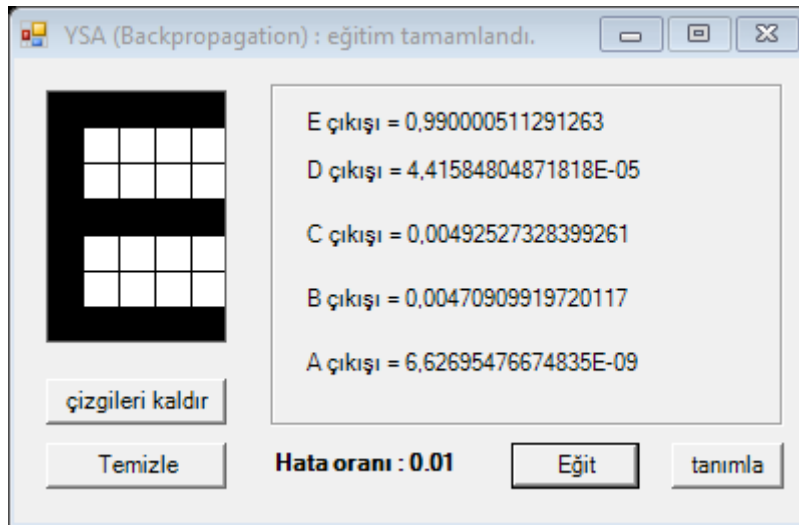 YSA (Backpropagation) : eğitim tamamlandı.
E çıkışı = 0,990000511291263
D çıkışı = 4,41584804871818E-05
C çıkışı = 0,00492527328399261
B çıkışı = 0,00470909919720117
A çıkışı = 6,62695476674835E-09
çizgileri kaldır
Temizle
Hata oranı : 0.01
Eğit
tanımla